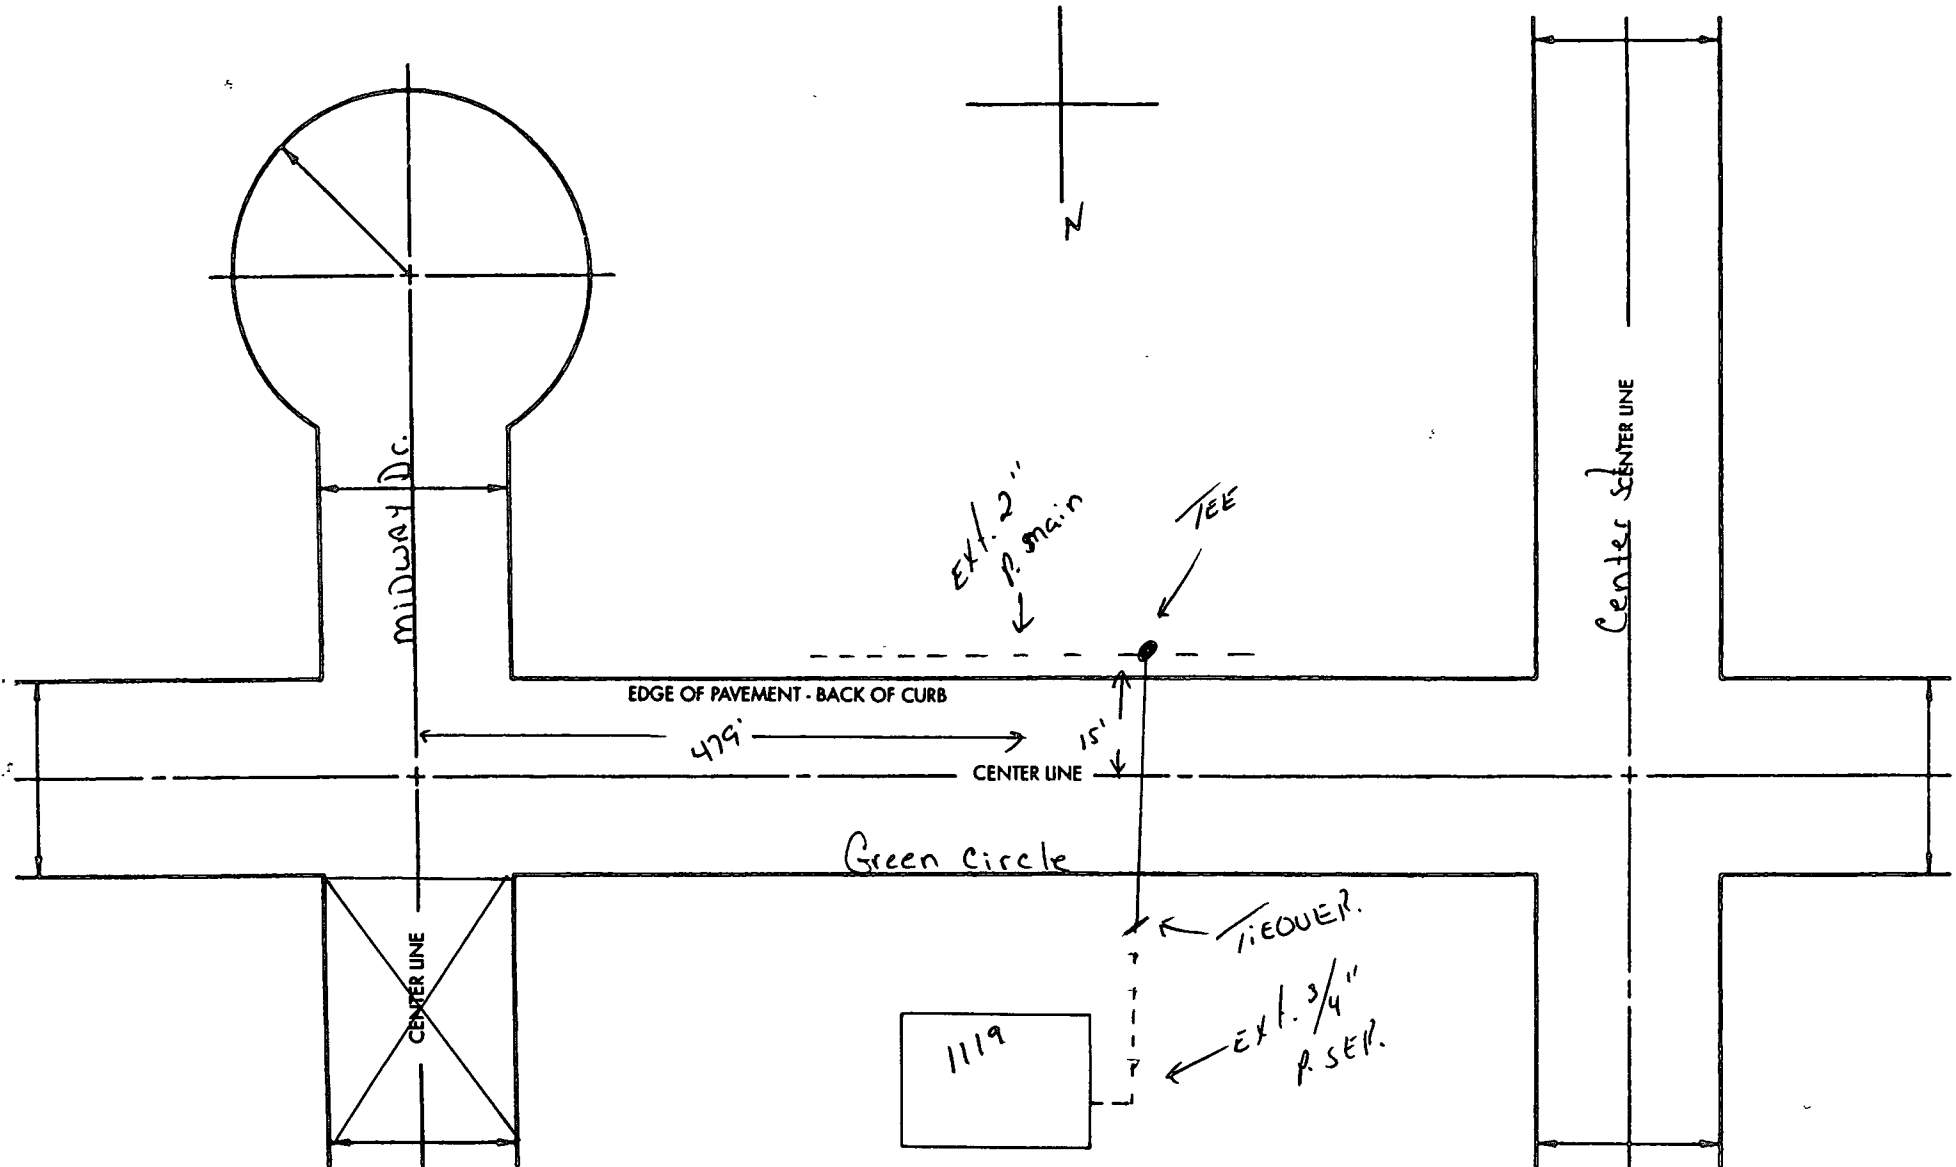 N
MiDWAY Dr.
Ext. 2"
P. main
TEE
CENTER LINE
Center St
EDGE OF PAVEMENT - BACK OF CURB
479'
15'
CENTER LINE
Green Circle
CENTER LINE
TiEOVER.
1119
Ext. 3/4"
P. SER.